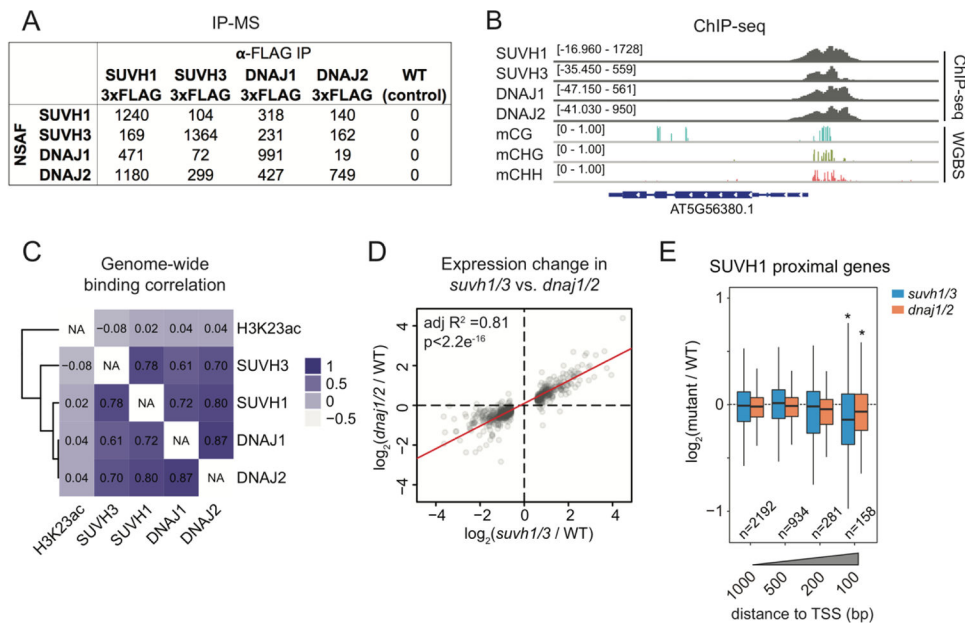 A
IP-MS
α-FLAG IP
SUVH1 SUVH3 DNAJ1 DNAJ2 WT
3xFLAG 3xFLAG 3xFLAG 3xFLAG (control)
NSAF
SUVH1 1240 104 318 140 0
SUVH3 169 1364 231 162 0
DNAJ1 471 72 991 19 0
DNAJ2 1180 299 427 749 0
B
ChIP-seq
SUVH1 [-16.960 - 1728]
SUVH3 [-35.450 - 559]
DNAJ1 [-47.150 - 561]
DNAJ2 [-41.030 - 950]
mCG [0 - 1.00]
mCHG [0 - 1.00]
mCHH [0 - 1.00]
ChIP-seq
WGBS
AT5G56380.1
C
Genome-wide
binding correlation
NA −0.08 0.02 0.04 0.04 H3K23ac
−0.08 NA 0.78 0.61 0.70 SUVH3
0.02 0.78 NA 0.72 0.80 SUVH1
0.04 0.61 0.72 NA 0.87 DNAJ1
0.04 0.70 0.80 0.87 NA DNAJ2
H3K23ac SUVH3 SUVH1 DNAJ1 DNAJ2
1
0.5
0
−0.5
D
Expression change in
suvh1/3 vs. dnaj1/2
adj R² =0.81
p<2.2e⁻¹⁶
log₂(dnaj1/2 / WT)
4
2
0
−2
−4
−4 −2 0 2 4
log₂(suvh1/3 / WT)
E
SUVH1 proximal genes
suvh1/3
dnaj1/2
log₂(mutant / WT)
1
0
−1
* *
n=2192 n=934 n=281 n=158
1000 500 200 100
distance to TSS (bp)